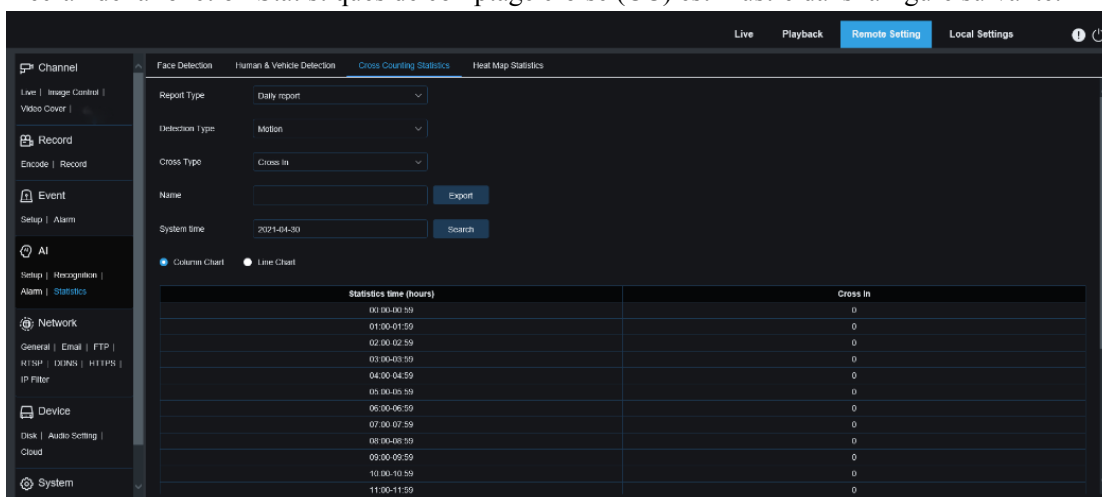 Live Playback Remote Setting Local Settings
Channel
Live | Image Control |
Video Cover |
Record
Encode | Record
Event
Setup | Alarm
AI
Setup | Recognition |
Alarm | Statistics
Network
General | Email | FTP |
RTSP | DDNS | HTTPS |
IP Filter
Device
Disk | Audio Setting |
Cloud
System
Face Detection Human & Vehicle Detection Cross Counting Statistics Heat Map Statistics
Report Type Daily report
Detection Type Motion
Cross Type Cross In
Name Export
System time 2021-04-30 Search
Column Chart Line Chart
Statistics time (hours) Cross In
00:00-00:59 0
01:00-01:59 0
02:00-02:59 0
03:00-03:59 0
04:00-04:59 0
05:00-05:59 0
06:00-06:59 0
07:00-07:59 0
08:00-08:59 0
09:00-09:59 0
10:00-10:59 0
11:00-11:59 0